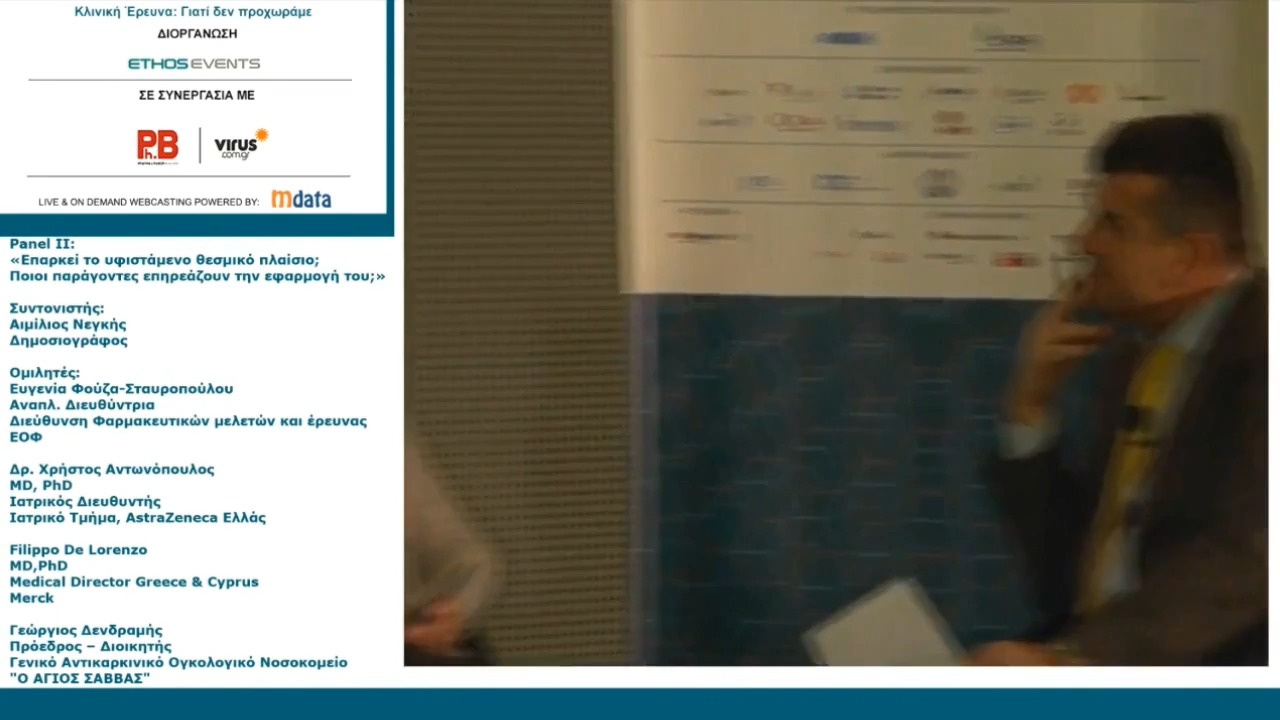 Κλινική Έρευνα: Γιατί δεν προχωράμε
ΔΙΟΡΓΑΝΩΣΗ
ETHOSEVENTS
ΣΕ ΣΥΝΕΡΓΑΣΙΑ ΜΕ
Ph.B
virus
com.gr
LIVE & ON DEMAND WEBCASTING POWERED BY: mdata
Panel II:
«Επαρκεί το υφιστάμενο θεσμικό πλαίσιο;
Ποιοι παράγοντες επηρεάζουν την εφαρμογή του;»
Συντονιστής:
Αιμίλιος Νεγκής
Δημοσιογράφος
Ομιλητές:
Ευγενία Φούζα-Σταυροπούλου
Αναπλ. Διευθύντρια
Διεύθυνση Φαρμακευτικών μελετών και έρευνας
ΕΟΦ
Δρ. Χρήστος Αντωνόπουλος
MD, PhD
Ιατρικός Διευθυντής
Ιατρικό Τμήμα, AstraZeneca Ελλάς
Filippo De Lorenzo
MD,PhD
Medical Director Greece & Cyprus
Merck
Γεώργιος Δενδραμής
Πρόεδρος – Διοικητής
Γενικό Αντικαρκινικό Ογκολογικό Νοσοκομείο
"Ο ΑΓΙΟΣ ΣΑΒΒΑΣ"